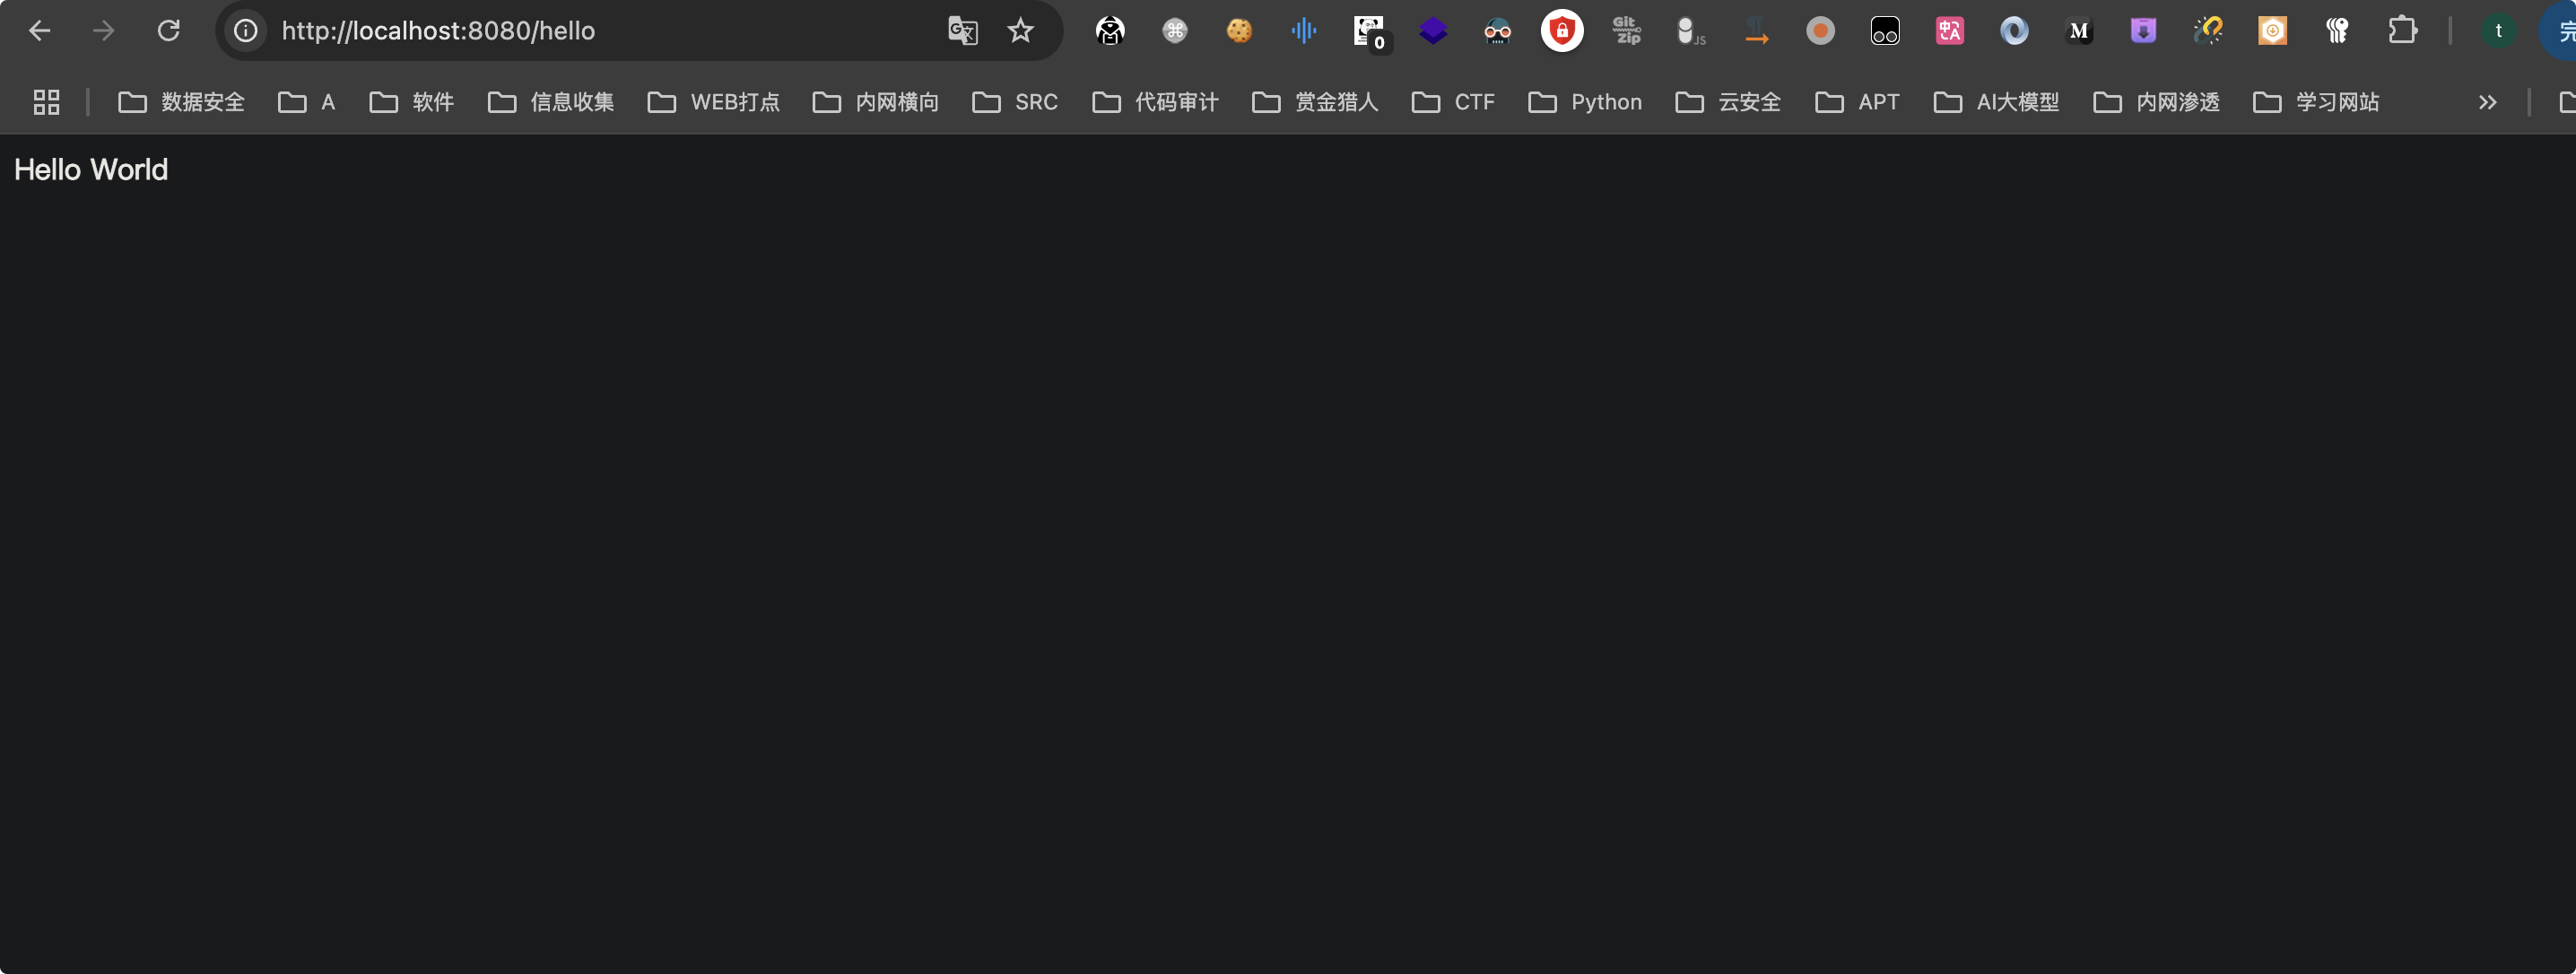 http://localhost:8080/hello 0 Git Zip JS 中A M t 完
数据安全 A 软件 信息收集 WEB打点 内网横向 SRC 代码审计 赏金猎人 CTF Python 云安全 APT AI大模型 内网渗透 学习网站
Hello World